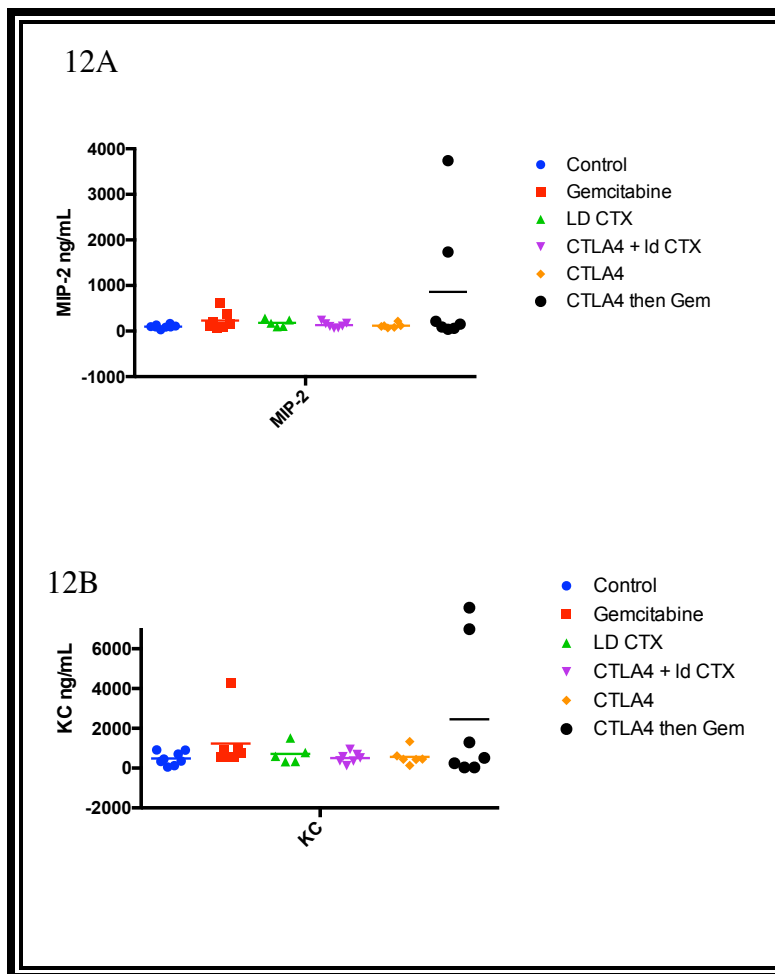 12A
4000
3000
2000
1000
0
-1000
MIP-2 ng/mL
MIP-2
Control
Gemcitabine
LD CTX
CTLA4 + ld CTX
CTLA4
CTLA4 then Gem
12B
6000
4000
2000
0
-2000
KC ng/mL
KC
Control
Gemcitabine
LD CTX
CTLA4 + ld CTX
CTLA4
CTLA4 then Gem